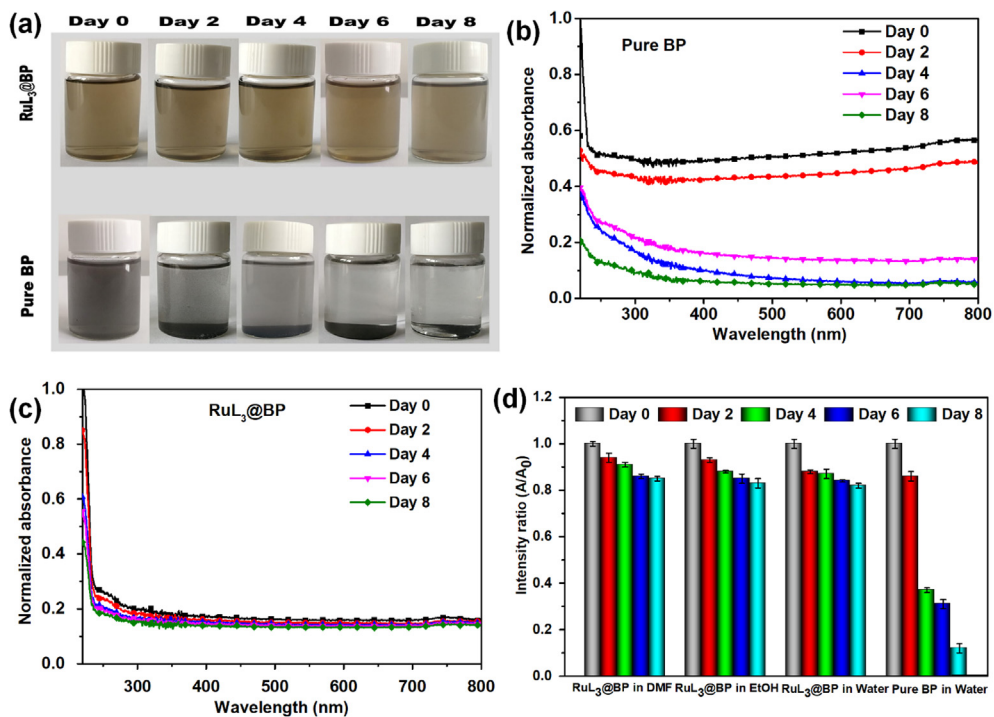 (a)
Day 0 Day 2 Day 4 Day 6 Day 8
RuL₃@BP
Pure BP
(b)
Pure BP
Day 0
Day 2
Day 4
Day 6
Day 8
Normalized absorbance
1.0
0.8
0.6
0.4
0.2
0.0
300 400 500 600 700 800
Wavelength (nm)
(c)
RuL₃@BP
Day 0
Day 2
Day 4
Day 6
Day 8
Normalized absorbance
1.0
0.8
0.6
0.4
0.2
0.0
300 400 500 600 700 800
Wavelength (nm)
(d)
Day 0 Day 2 Day 4 Day 6 Day 8
Intensity ratio (A/A₀)
1.2
1.0
0.8
0.6
0.4
0.2
0.0
RuL₃@BP in DMF RuL₃@BP in EtOH RuL₃@BP in Water Pure BP in Water